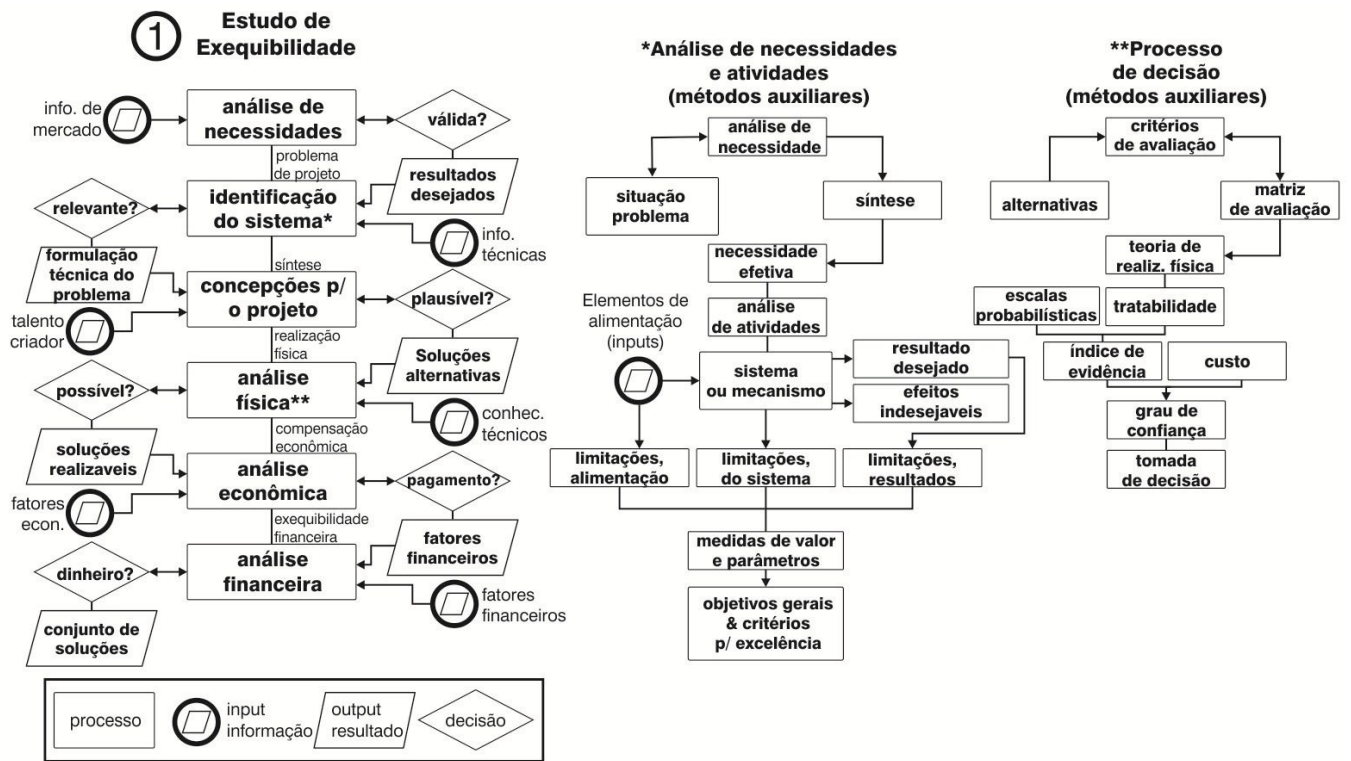 1
Estudo de
Exequibilidade
info. de
mercado
análise de
necessidades
válida?
problema
de projeto
resultados
desejados
relevante?
identificação
do sistema*
info.
técnicas
formulação
técnica do
problema
síntese
concepções p/
o projeto
plausível?
talento
criador
realização
física
Soluções
alternativas
possível?
análise
física**
conhec.
técnicos
compensação
econômica
soluções
realizaveis
análise
econômica
pagamento?
fatores
econ.
exequibilidade
financeira
fatores
financeiros
dinheiro?
análise
financeira
fatores
financeiros
conjunto de
soluções
processo
input
informação
output
resultado
decisão
*Análise de necessidades
e atividades
(métodos auxiliares)
análise de
necessidade
situação
problema
síntese
necessidade
efetiva
análise
de atividades
Elementos de
alimentação
(inputs)
sistema
ou mecanismo
resultado
desejado
efeitos
indesejaveis
limitações,
alimentação
limitações,
do sistema
limitações,
resultados
medidas de valor
e parâmetros
objetivos gerais
& critérios
p/ excelência
**Processo
de decisão
(métodos auxiliares)
critérios
de avaliação
alternativas
matriz
de avaliação
teoria de
realiz. física
escalas
probabilísticas
tratabilidade
índice de
evidência
custo
grau de
confiança
tomada
de decisão